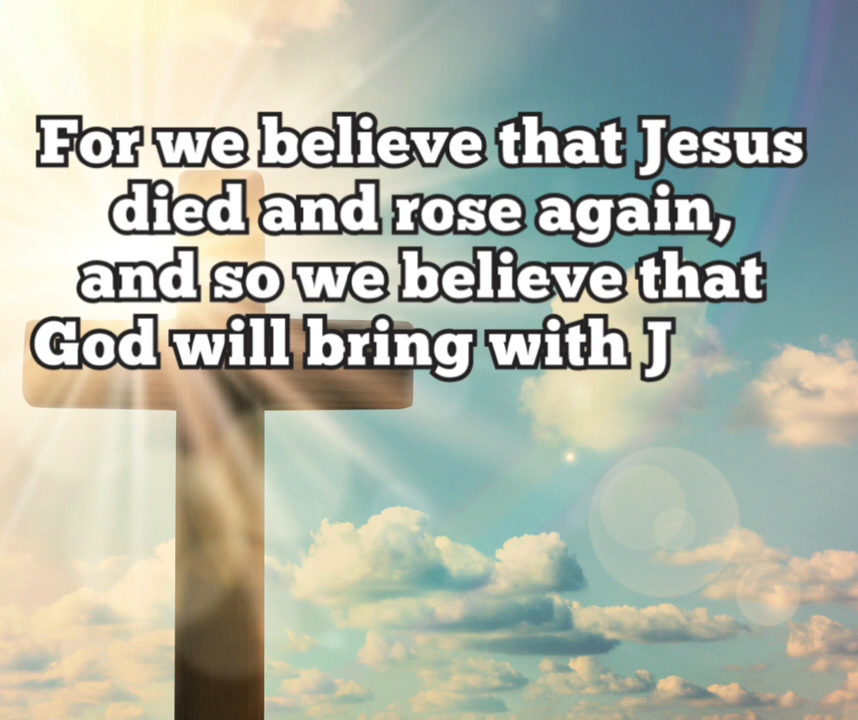 For we believe that Jesus
died and rose again,
and so we believe that
God will bring with J